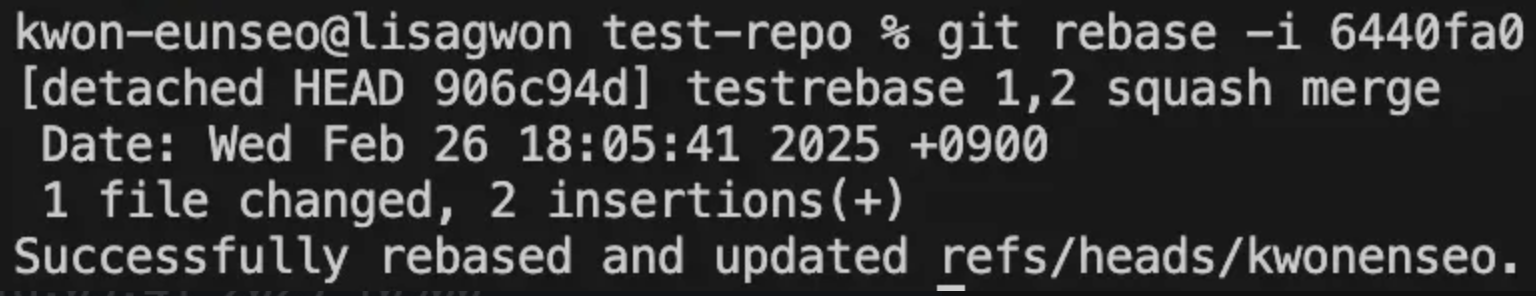 kwon-eunseo@lisagwon test-repo % git rebase -i 6440fa0
[detached HEAD 906c94d] testrebase 1,2 squash merge
Date: Wed Feb 26 18:05:41 2025 +0900
1 file changed, 2 insertions(+)
Successfully rebased and updated refs/heads/kwonenseo.